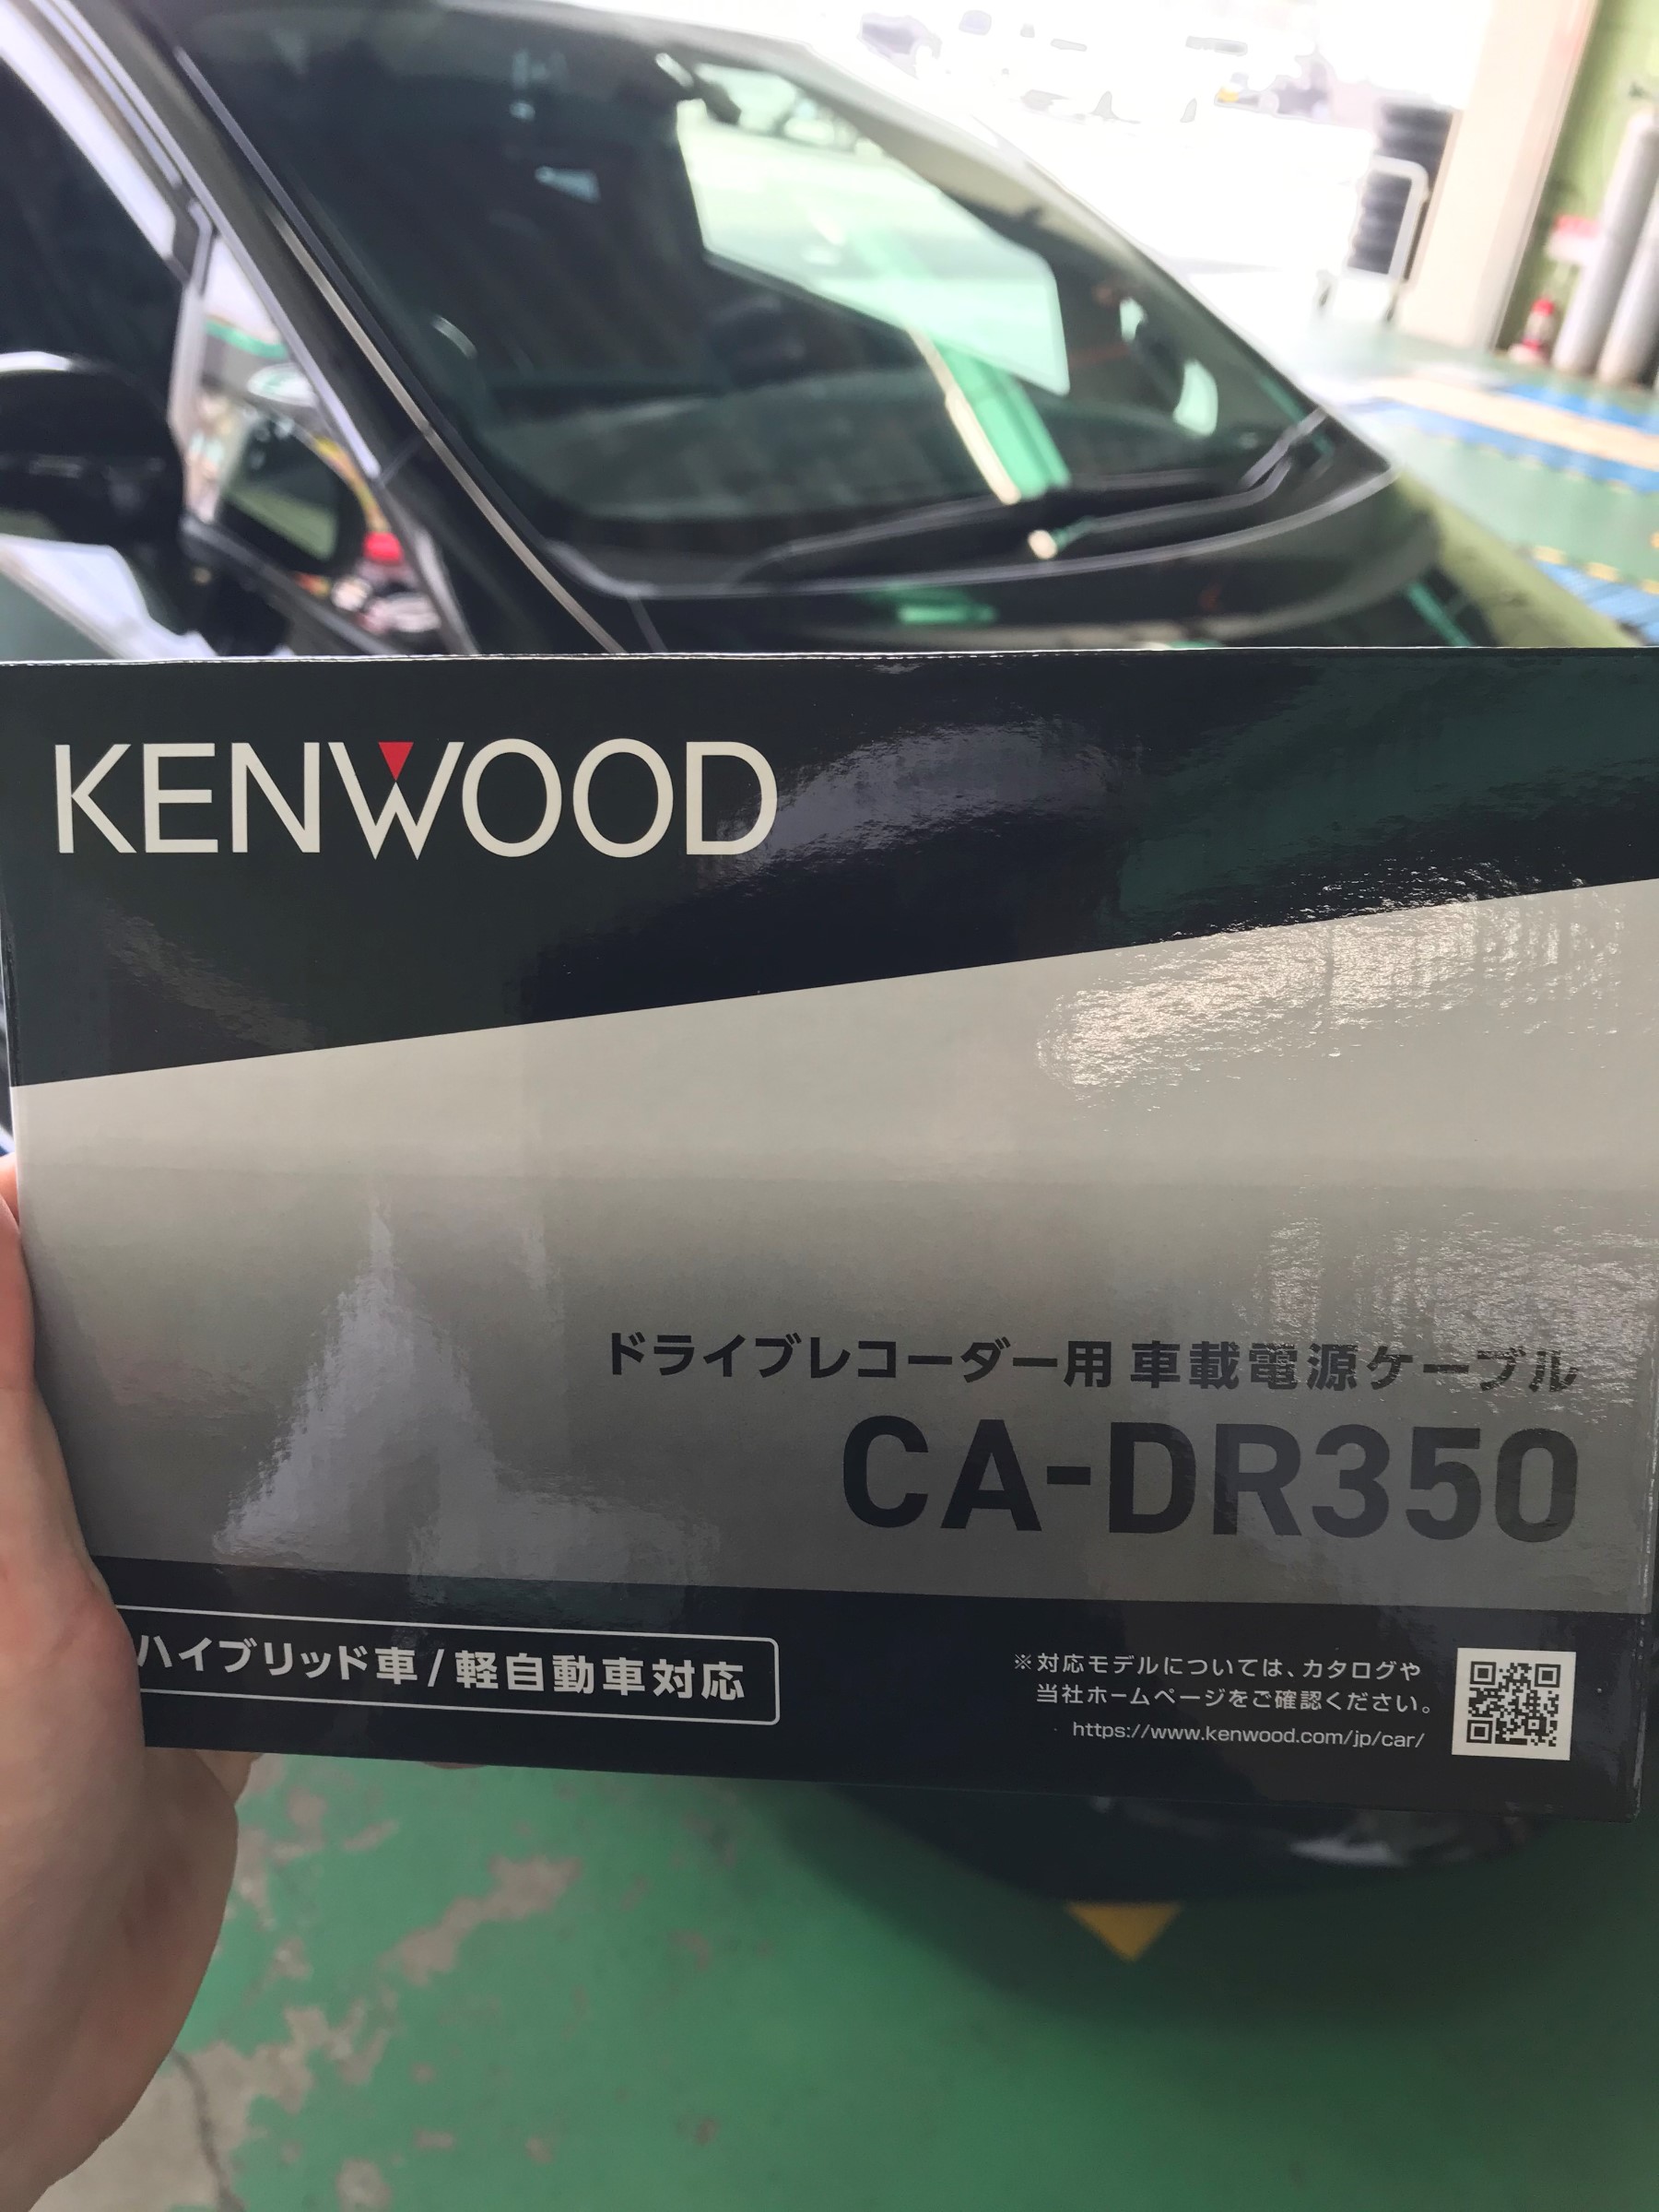 KENWOOD
ドライブレコーダー用 車載電源ケーブル
CA-DR350
ハイブリッド車/軽自動車対応
※対応モデルについては、カタログや
当社ホームページをご確認ください。
https://www.kenwood.com/jp/car/